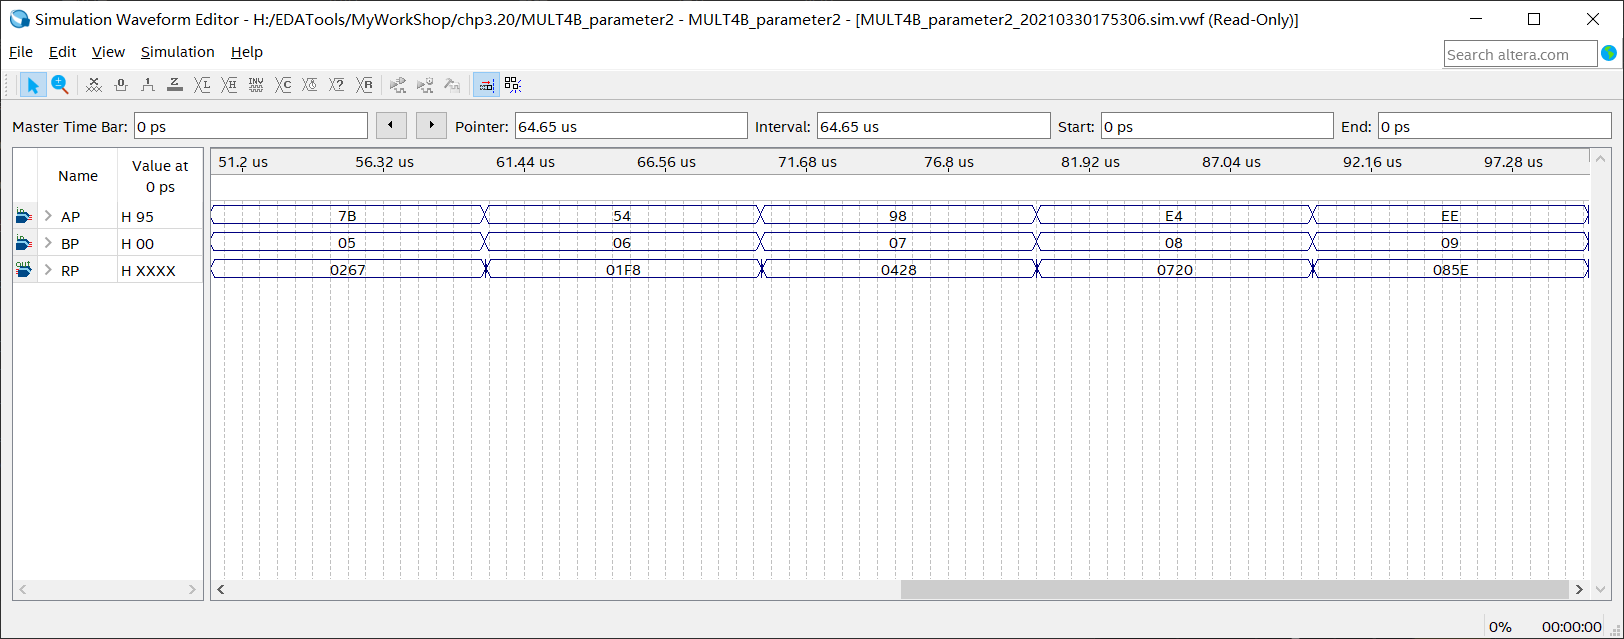 Simulation Waveform Editor - H:/EDATools/MyWorkShop/chp3.20/MULT4B_parameter2 - MULT4B_parameter2 - [MULT4B_parameter2_20210330175306.sim.vwf (Read-Only)]
File Edit View Simulation Help
Search altera.com
Master Time Bar: 0 ps Pointer: 64.65 us Interval: 64.65 us Start: 0 ps End: 0 ps
Name Value at 0 ps 51.2 us 56.32 us 61.44 us 66.56 us 71.68 us 76.8 us 81.92 us 87.04 us 92.16 us 97.28 us
AP H 95 7B 54 98 E4 EE
BP H 00 05 06 07 08 09
RP H XXXX 0267 01F8 0428 0720 085E
0% 00:00:00